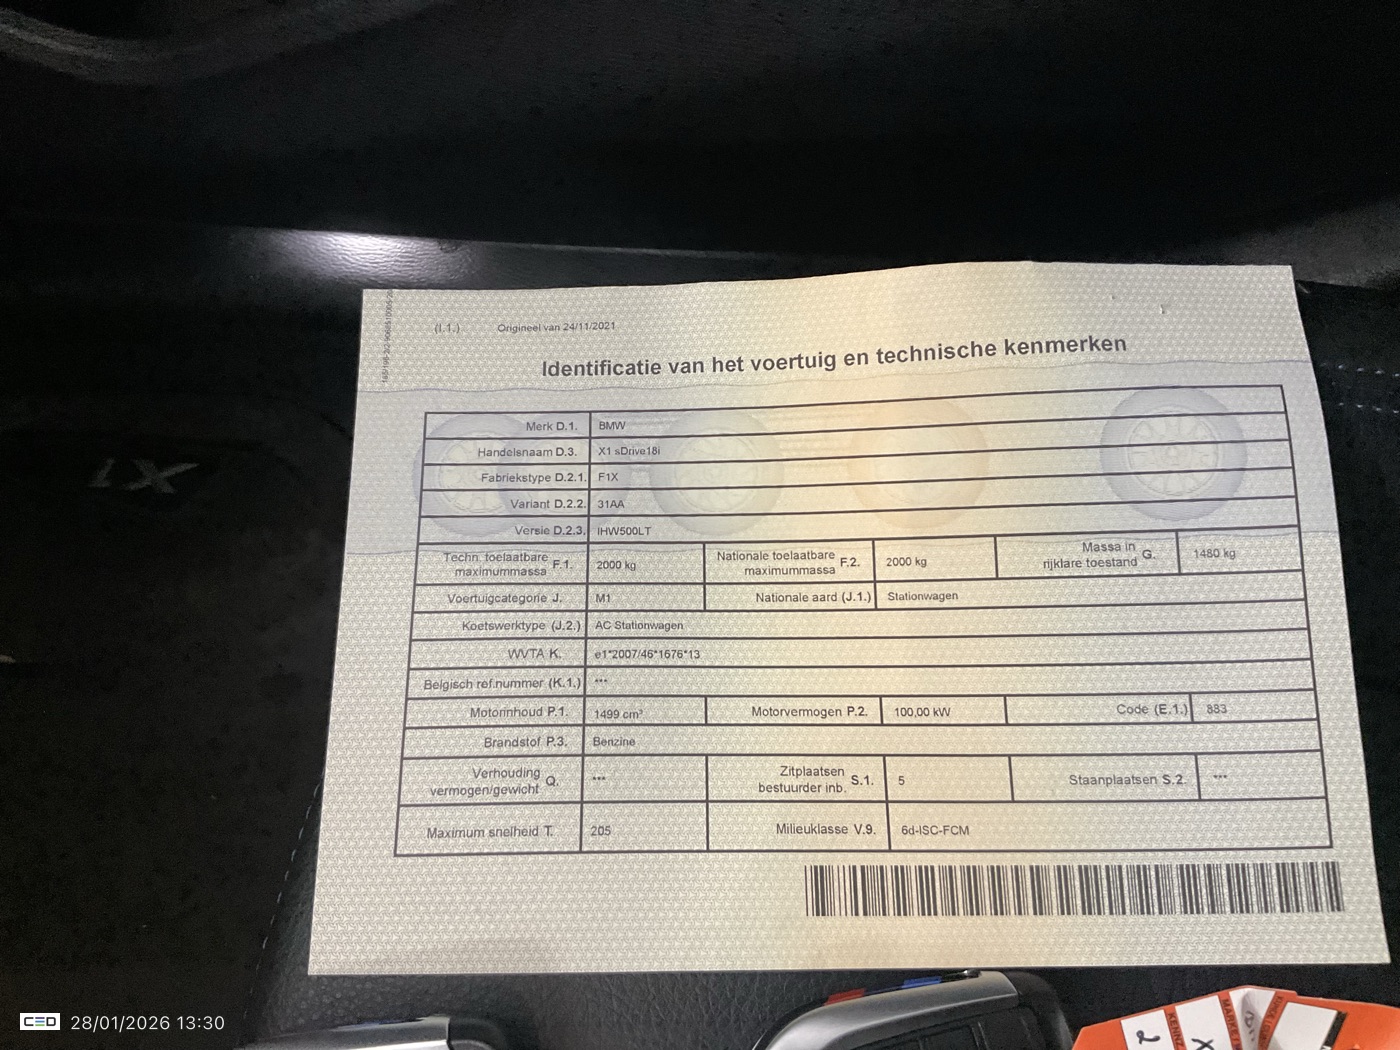 (I.1.) Origineel van 24/11/2021
Identificatie van het voertuig en technische kenmerken
Merk D.1. BMW
Handelsnaam D.3. X1 sDrive18i
Fabriekstype D.2.1. F1X
Variant D.2.2. 31AA
Versie D.2.3. IHW500LT
Techn. toelaatbare maximummassa F.1. 2000 kg Nationale toelaatbare maximummassa F.2. 2000 kg Massa in rijklare toestand G. 1480 kg
Voertuigcategorie J. M1 Nationale aard (J.1.) Stationwagen
Koetswerktype (J.2.) AC Stationwagen
WVTA K. e1*2007/46*1676*13
Belgisch ref.nummer (K.1.) ***
Motorinhoud P.1. 1499 cm³ Motorvermogen P.2. 100,00 kW Code (E.1.) 883
Brandstof P.3. Benzine
Verhouding vermogen/gewicht Q. *** Zitplaatsen bestuurder inb. S.1. 5 Staanplaatsen S.2. ***
Maximum snelheid T. 205 Milieuklasse V.9. 6d-ISC-FCM
X1
CED 28/01/2026 13:30